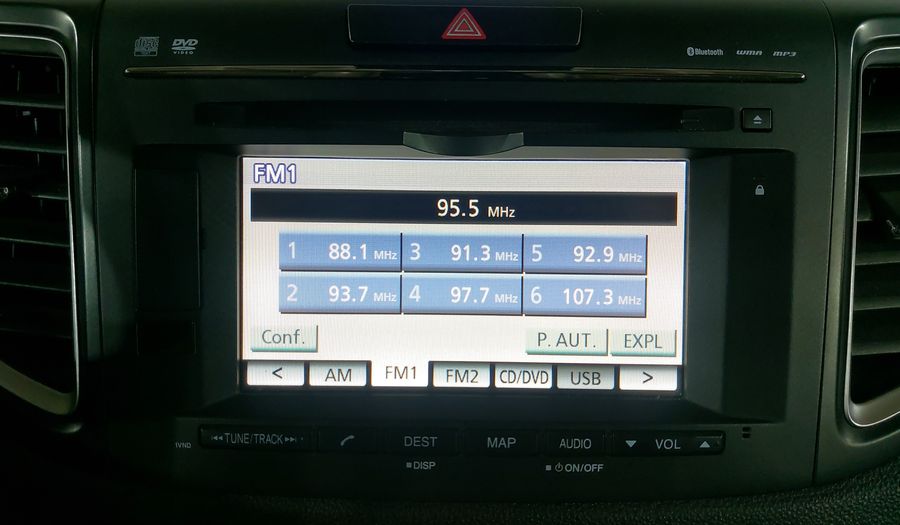 DVD
VIDEO
Bluetooth WMA MP3
FM1
95.5 MHz
1 88.1 MHz 3 91.3 MHz 5 92.9 MHz
2 93.7 MHz 4 97.7 MHz 6 107.3 MHz
Conf. P. AUT. EXPL
< AM FM1 FM2 CD/DVD USB >
1VND TUNE/TRACK DEST MAP AUDIO VOL
DISP ON/OFF